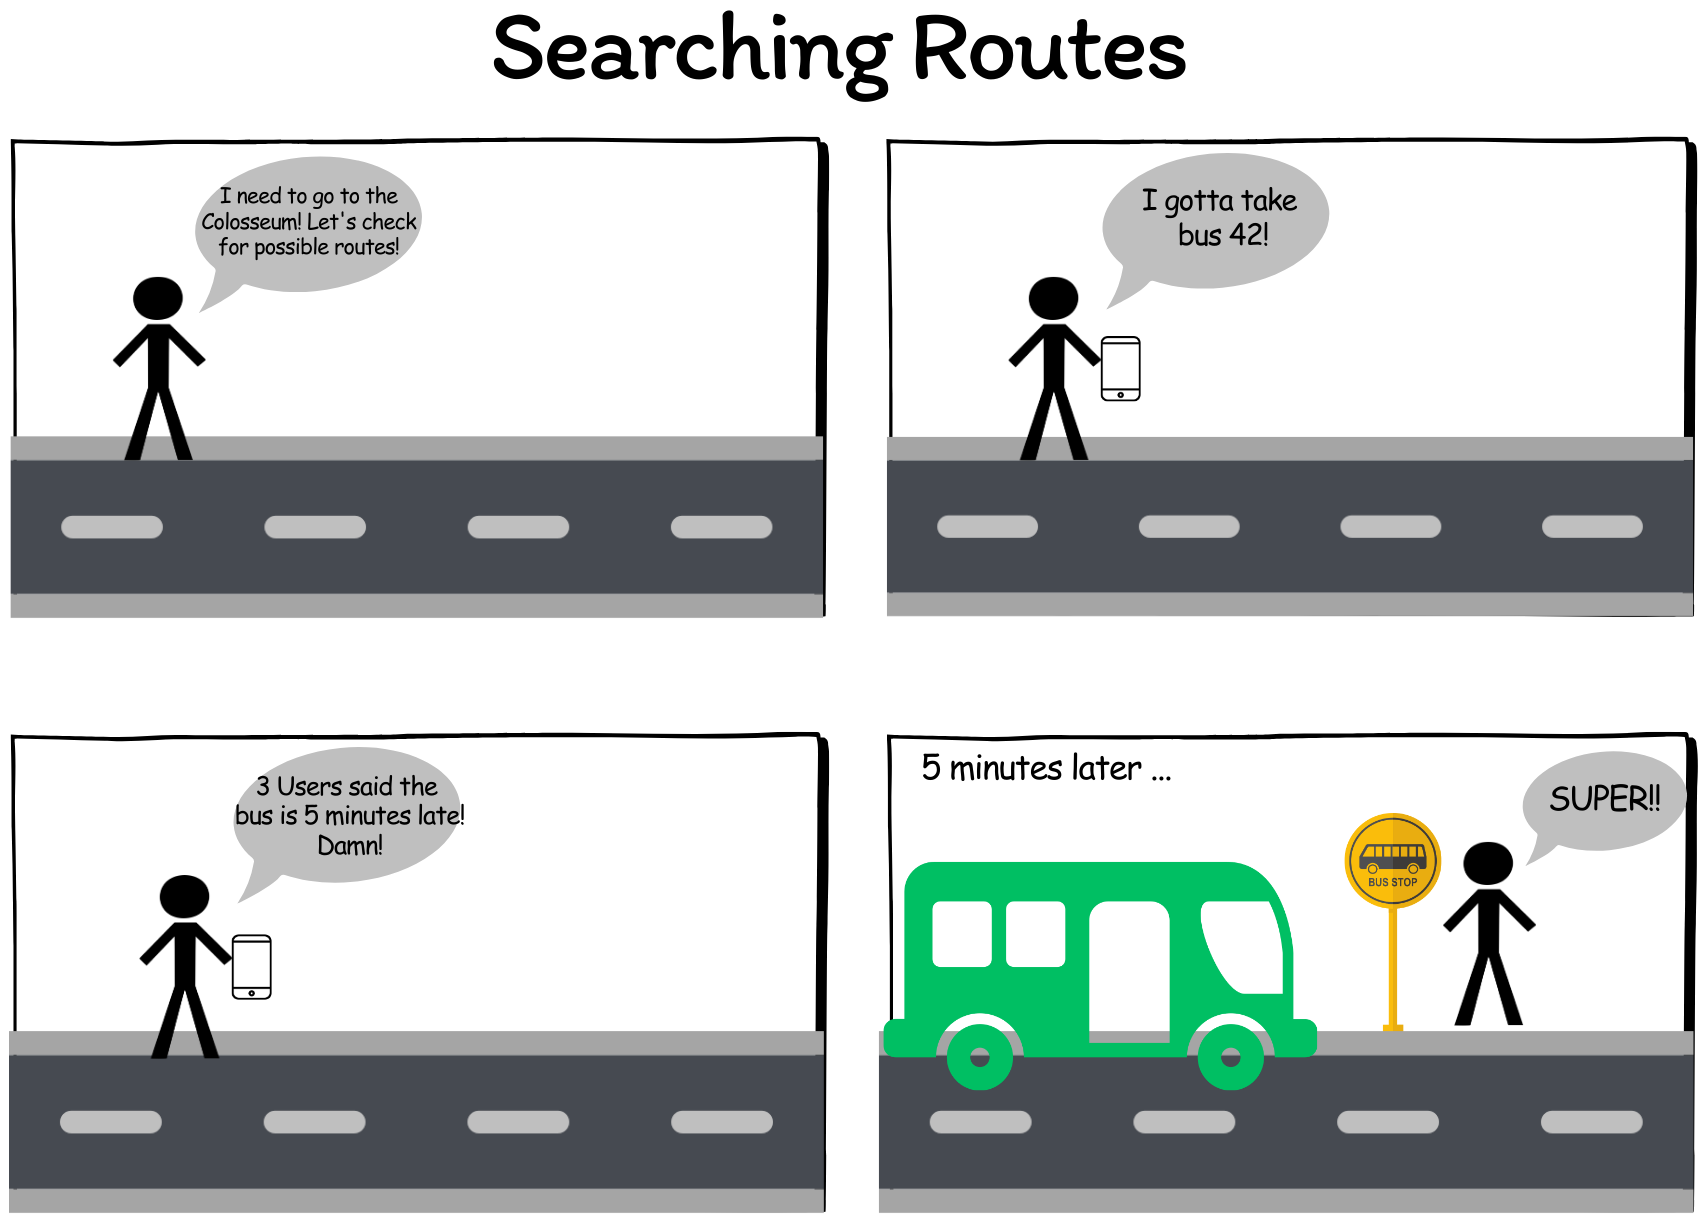 Searching Routes
I need to go to the
Colosseum! Let's check
for possible routes!
I gotta take
bus 42!
3 Users said the
bus is 5 minutes late!
Damn!
5 minutes later ...
SUPER!!
BUS STOP